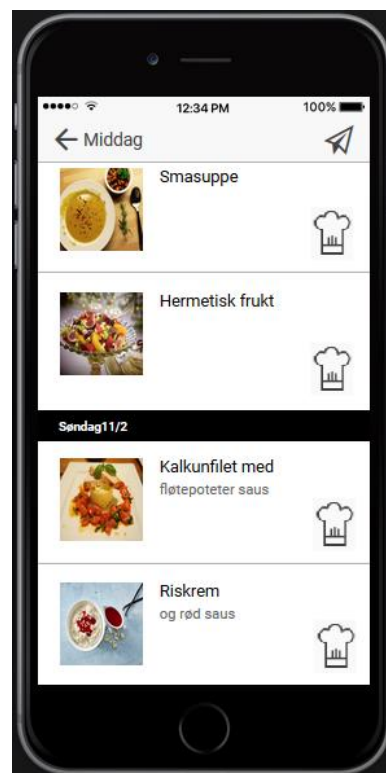 12:34 PM
100%
Middag
Smasuppe
Hermetisk frukt
Søndag11/2
Kalkunfilet med
fløtepoteter saus
Riskrem
og rød saus